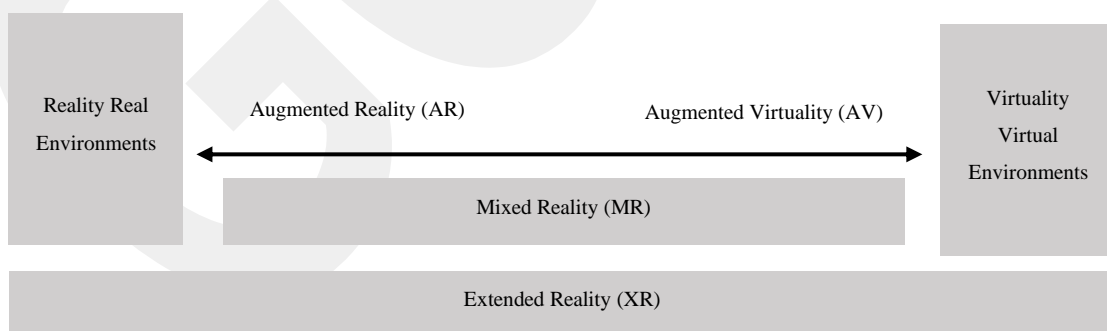 Reality Real
Environments
Augmented Reality (AR)
Augmented Virtuality (AV)
Virtuality
Virtual
Environments
Mixed Reality (MR)
Extended Reality (XR)